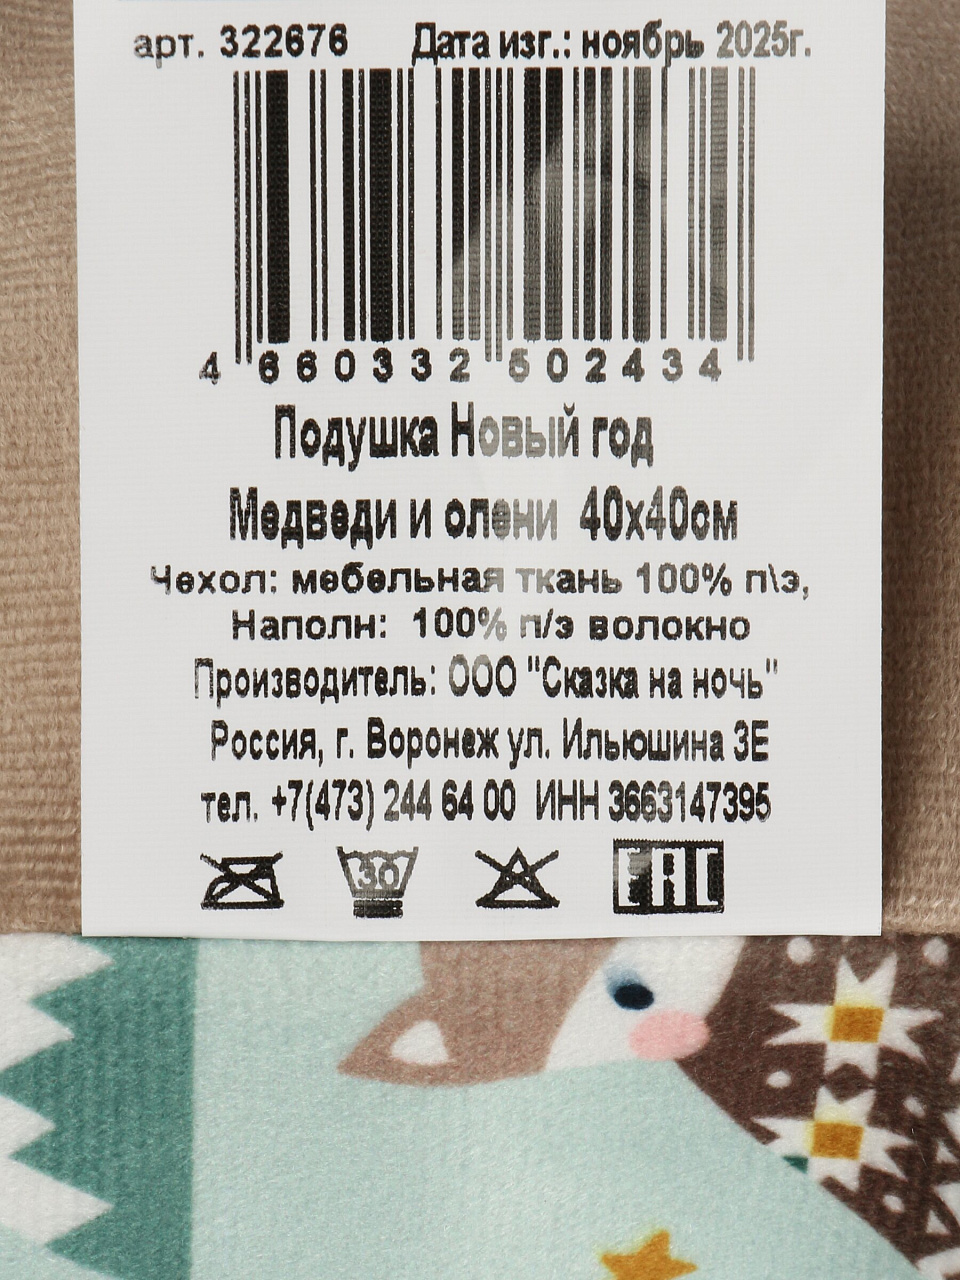 арт. 322676 Дата изг.: ноябрь 2025г.
4 660332 502434
Подушка Новый год
Медведи и олени 40х40см
Чехол: мебельная ткань 100% п\э,
Наполн: 100% п/э волокно
Производитель: ООО "Сказка на ночь"
Россия, г. Воронеж ул. Ильюшина 3Е
тел. +7(473) 244 64 00 ИНН 3663147395
30 EAC